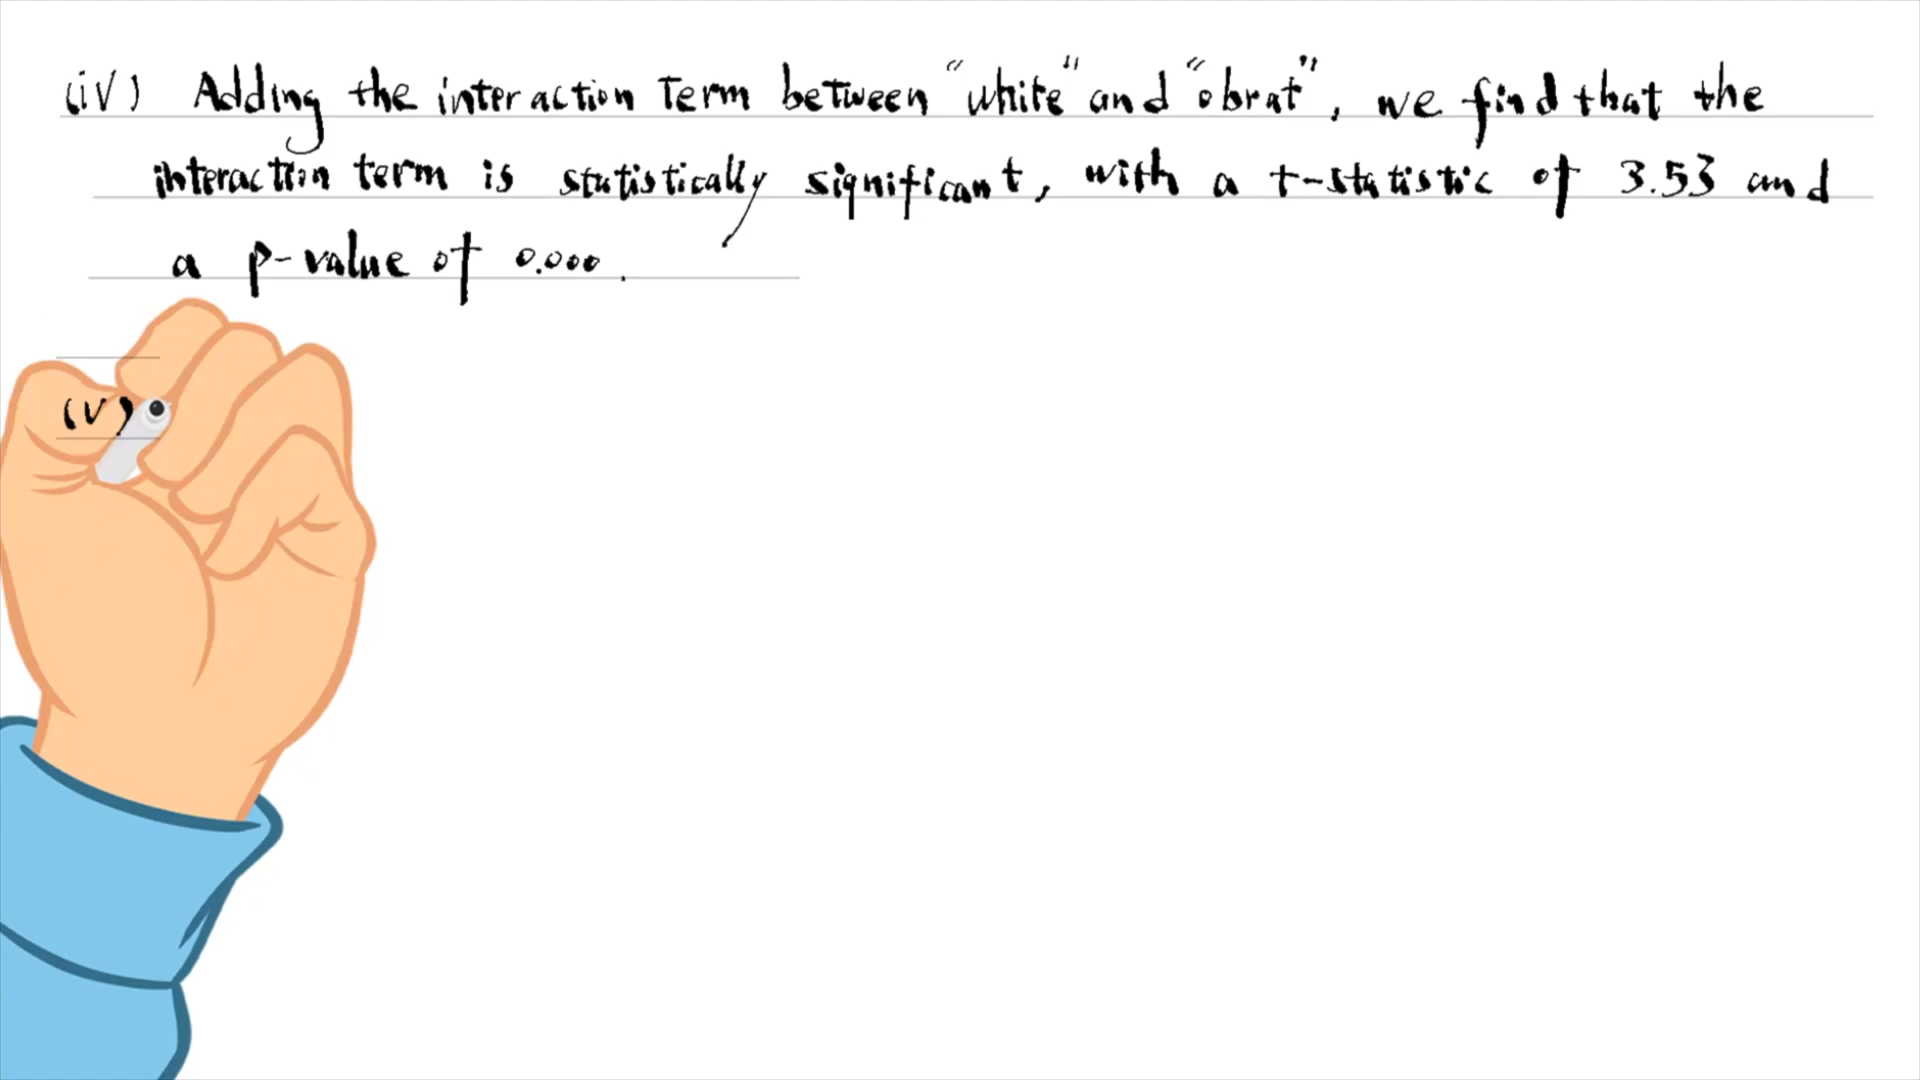 (iv) Adding the interaction Term between "white" and "obrat", we find that the
interaction term is statistically significant, with a t-statistic of 3.53 and
a p-value of 0.000.
(v)